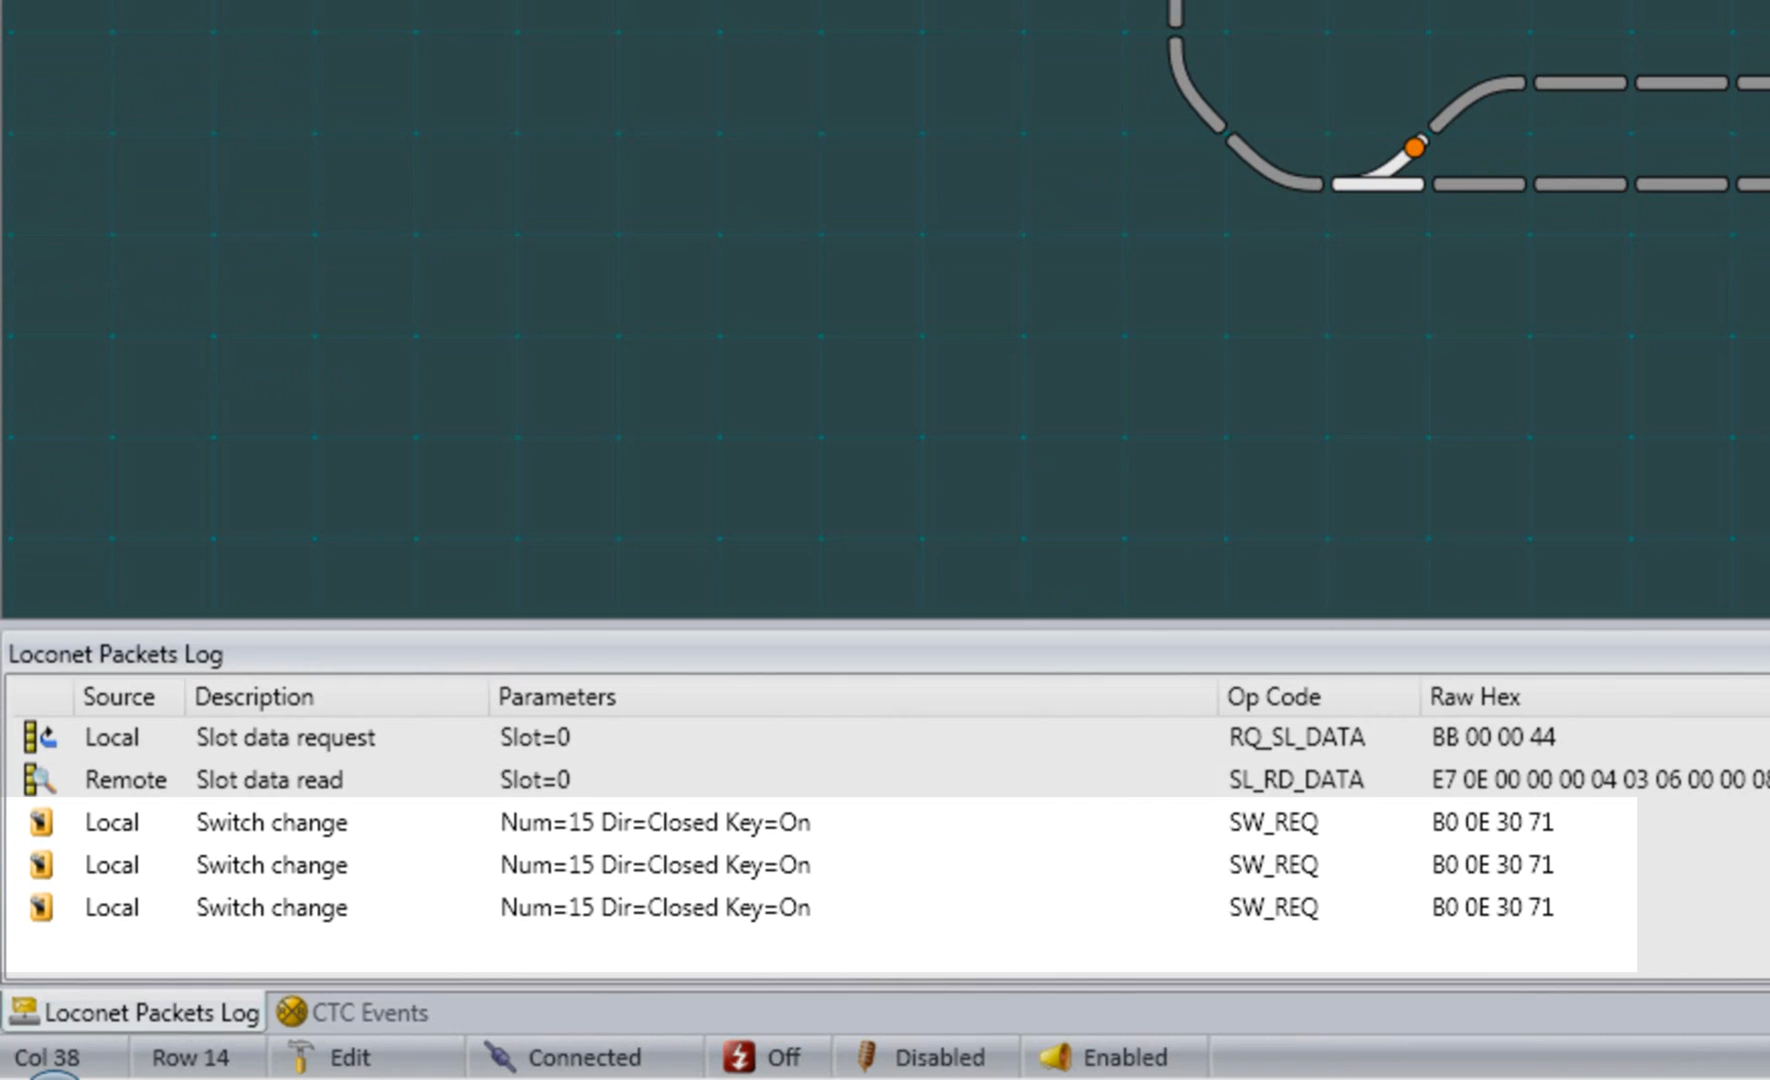 Loconet Packets Log
Source Description Parameters Op Code Raw Hex
Local Slot data request Slot=0 RQ_SL_DATA BB 00 00 44
Remote Slot data read Slot=0 SL_RD_DATA E7 0E 00 00 00 04 03 06 00 00
Local Switch change Num=15 Dir=Closed Key=On SW_REQ B0 0E 30 71
Local Switch change Num=15 Dir=Closed Key=On SW_REQ B0 0E 30 71
Local Switch change Num=15 Dir=Closed Key=On SW_REQ B0 0E 30 71
Loconet Packets Log CTC Events
Col 38 Row 14 Edit Connected Off Disabled Enabled